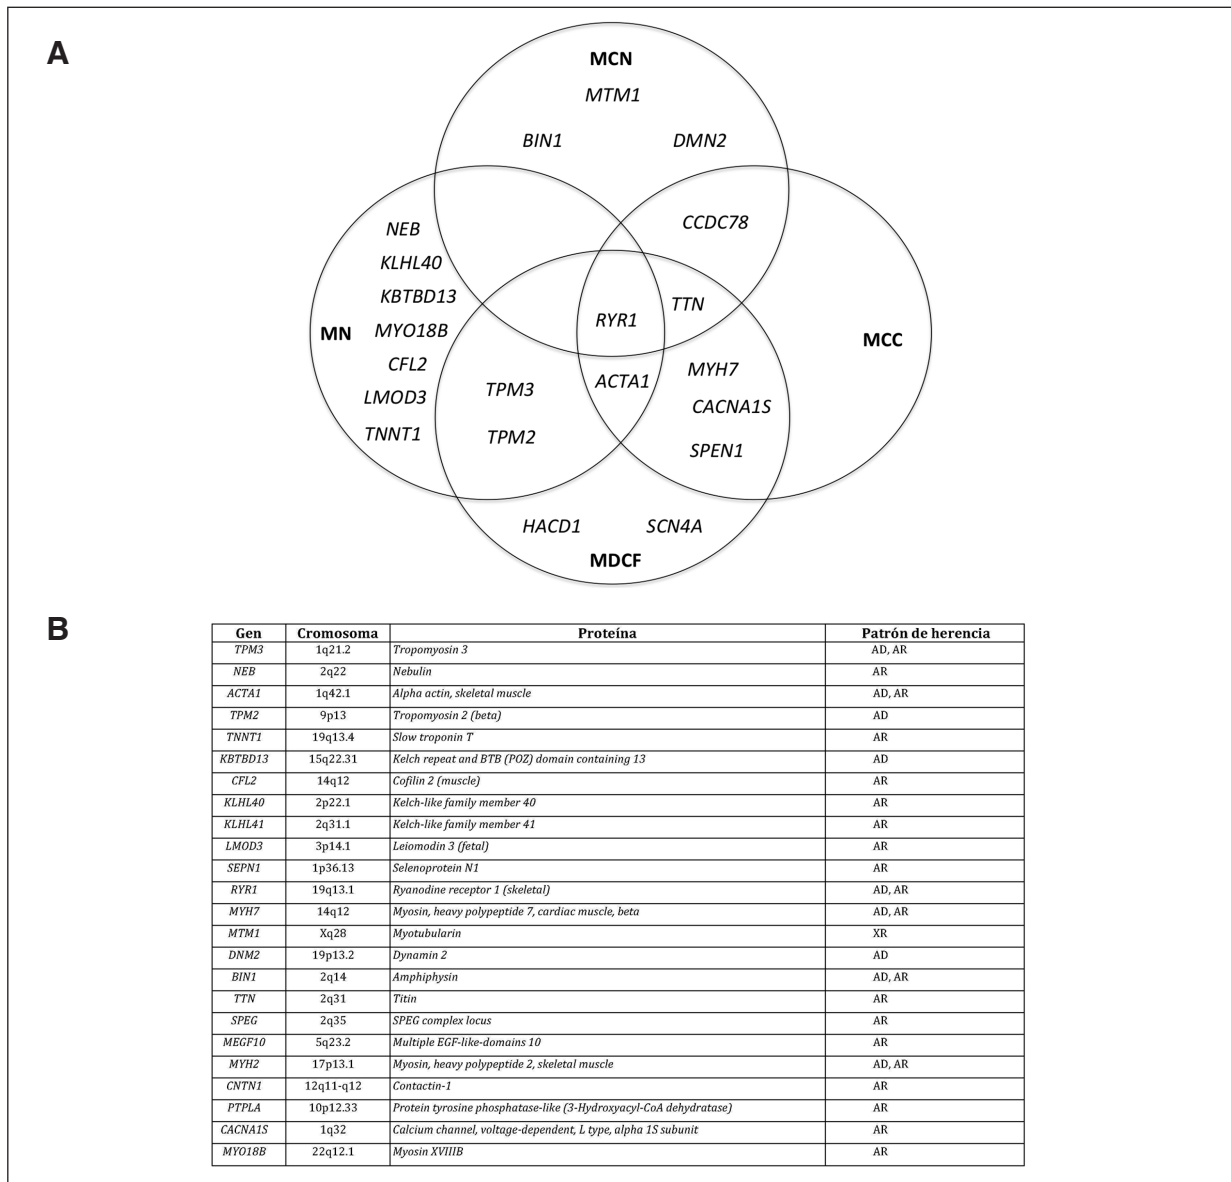 A
MCN
MTM1
BIN1 DMN2
CCDC78
NEB
KLHL40
KBTBD13
TTN
RYR1
MN MYO18B
MCC
CFL2
MYH7
ACTA1
TPM3
LMOD3
CACNA1S
TNNT1
TPM2
SPEN1
HACD1 SCN4A
MDCF
B
Gen Cromosoma Proteína Patrón de herencia
TPM3 1q21.2 Tropomyosin 3 AD, AR
NEB 2q22 Nebulin AR
ACTA1 1q42.1 Alpha actin, skeletal muscle AD, AR
TPM2 9p13 Tropomyosin 2 (beta) AD
TNNT1 19q13.4 Slow troponin T AR
KBTBD13 15q22.31 Kelch repeat and BTB (POZ) domain containing 13 AD
CFL2 14q12 Cofilin 2 (muscle) AR
KLHL40 2p22.1 Kelch-like family member 40 AR
KLHL41 2q31.1 Kelch-like family member 41 AR
LMOD3 3p14.1 Leiomodin 3 (fetal) AR
SEPN1 1p36.13 Selenoprotein N1 AR
RYR1 19q13.1 Ryanodine receptor 1 (skeletal) AD, AR
MYH7 14q12 Myosin, heavy polypeptide 7, cardiac muscle, beta AD, AR
MTM1 Xq28 Myotubularin XR
DNM2 19p13.2 Dynamin 2 AD
BIN1 2q14 Amphiphysin AD, AR
TTN 2q31 Titin AR
SPEG 2q35 SPEG complex locus AR
MEGF10 5q23.2 Multiple EGF-like-domains 10 AR
MYH2 17p13.1 Myosin, heavy polypeptide 2, skeletal muscle AD, AR
CNTN1 12q11-q12 Contactin-1 AR
PTPLA 10p12.33 Protein tyrosine phosphatase-like (3-Hydroxyacyl-CoA dehydratase) AR
CACNA1S 1q32 Calcium channel, voltage-dependent, L type, alpha 1S subunit AR
MYO18B 22q12.1 Myosin XVIIIB AR